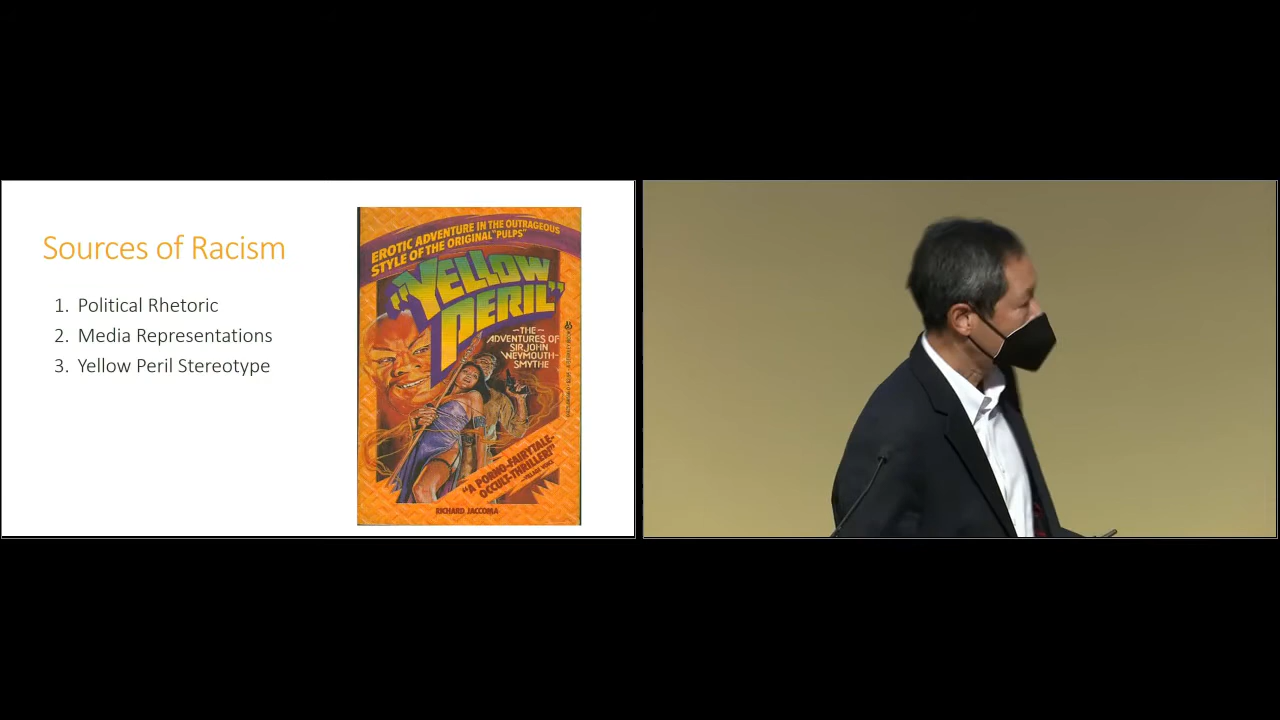 Sources of Racism
1. Political Rhetoric
2. Media Representations
3. Yellow Peril Stereotype
EROTIC ADVENTURE IN THE OUTRAGEOUS
STYLE OF THE ORIGINAL "PULPS"
"YELLOW
PERIL"
—THE—
ADVENTURES OF
SIR JOHN
WEYMOUTH-
SMYTHE
"A PORNO-FAIRYTALE-
OCCULT-THRILLER!"
—VILLAGE VOICE
RICHARD JACCOMA